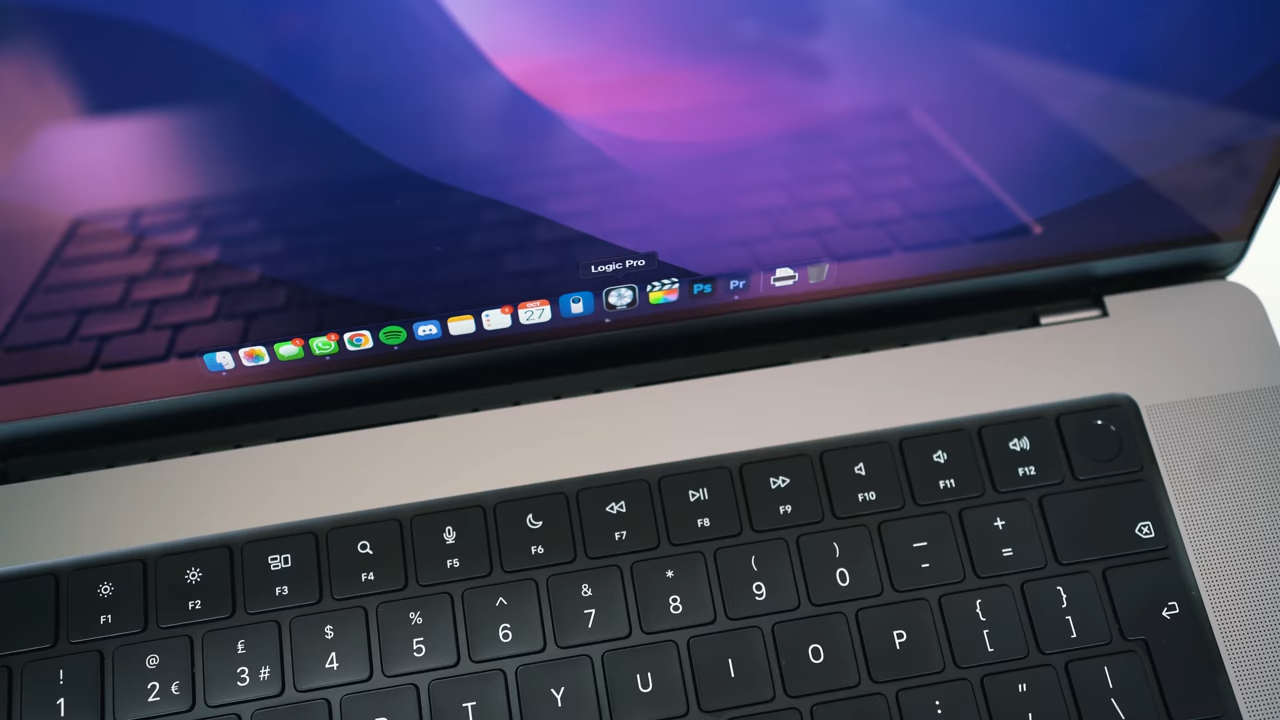 Logic Pro
OCT
27
Ps
Pr
F1
F2
F3
F4
F5
F6
F7
F8
F9
F10
F11
F12
! 1
@ 2 €
£ 3 #
$ 4
% 5
^ 6
& 7
* 8
( 9
) 0
_ -
+ =
T
Y
U
I
O
P
{ [
} ]
:
"
| \